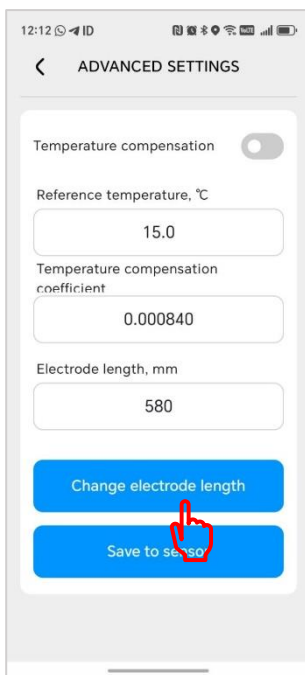 12:12 ID
ADVANCED SETTINGS
Temperature compensation
Reference temperature, ℃
15.0
Temperature compensation
coefficient
0.000840
Electrode length, mm
580
Change electrode length
Save to sensor